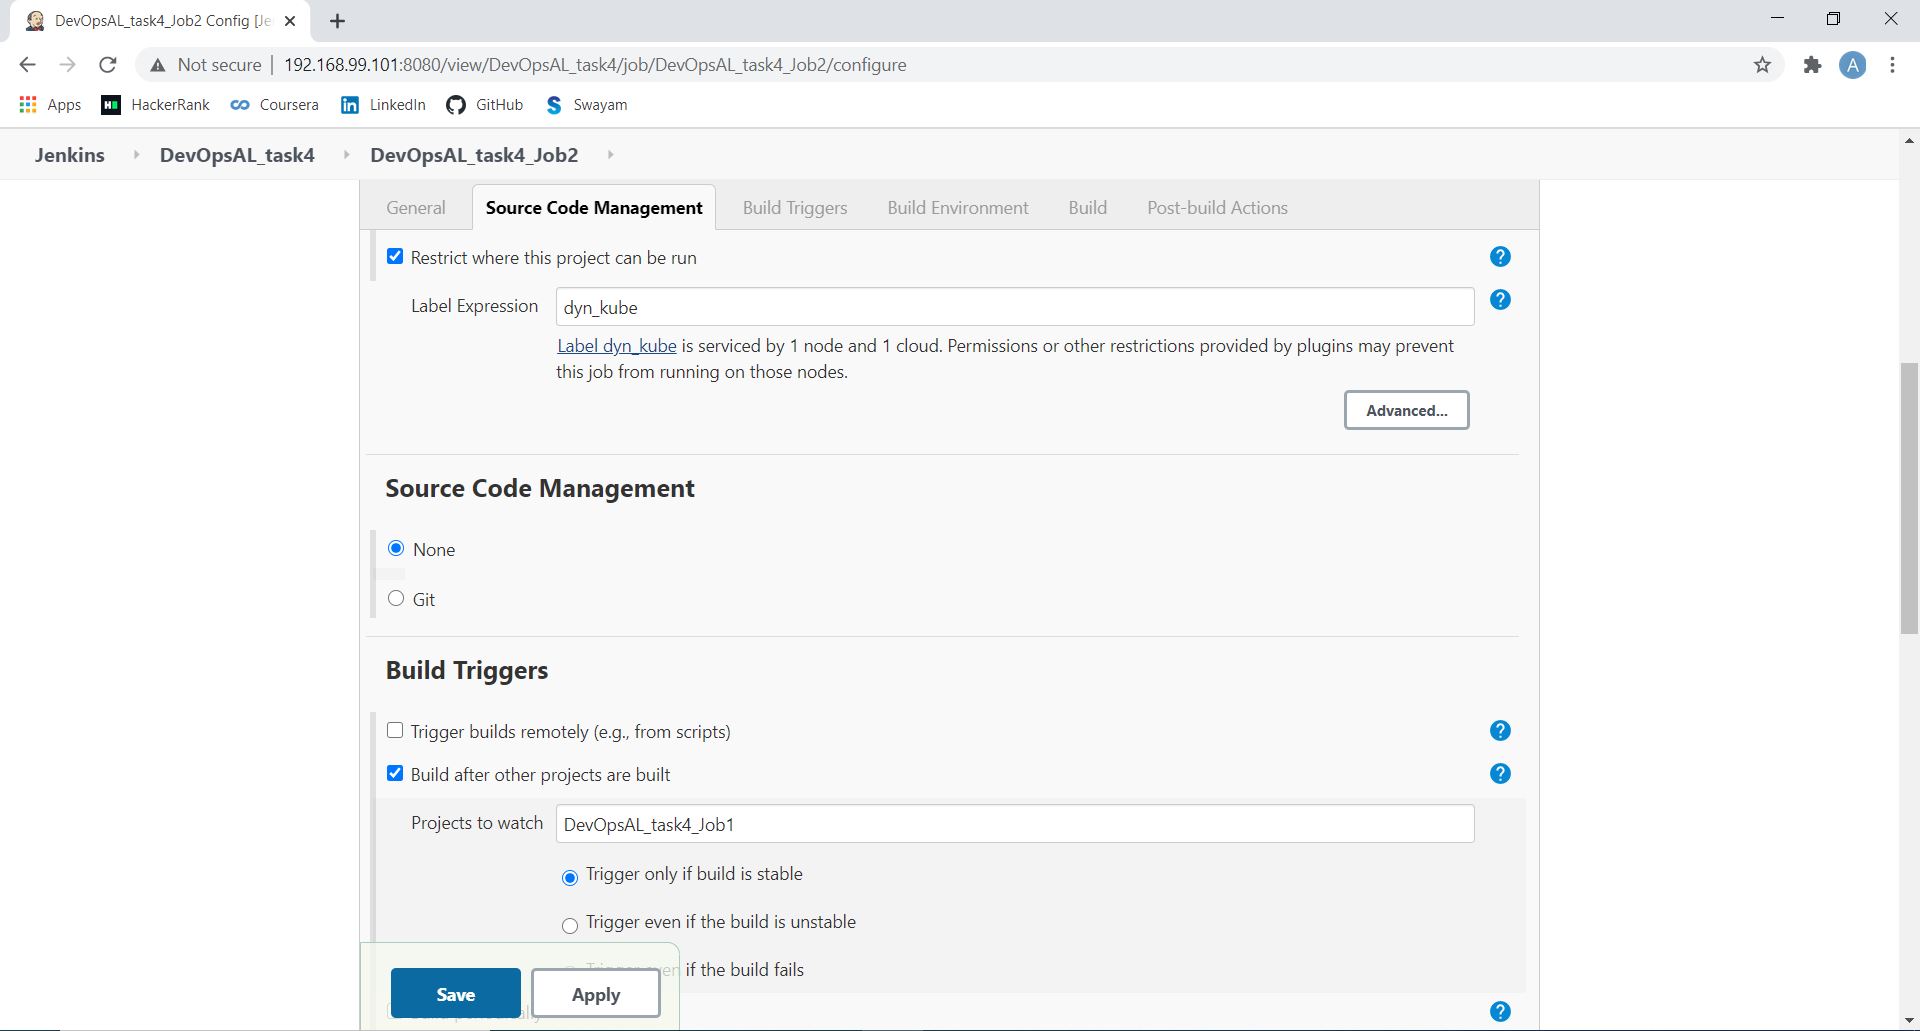 DevOpsAL_task4_Job2 Config [Je
Not secure | 192.168.99.101:8080/view/DevOpsAL_task4/job/DevOpsAL_task4_Job2/configure
A
Apps HackerRank Coursera LinkedIn GitHub Swayam
Jenkins DevOpsAL_task4 DevOpsAL_task4_Job2
General Source Code Management Build Triggers Build Environment Build Post-build Actions
Restrict where this project can be run
Label Expression dyn_kube
Label dyn_kube is serviced by 1 node and 1 cloud. Permissions or other restrictions provided by plugins may prevent
this job from running on those nodes.
Advanced...
Source Code Management
None
Git
Build Triggers
Trigger builds remotely (e.g., from scripts)
Build after other projects are built
Projects to watch DevOpsAL_task4_Job1
Trigger only if build is stable
Trigger even if the build is unstable
Trigger even if the build fails
Save Apply